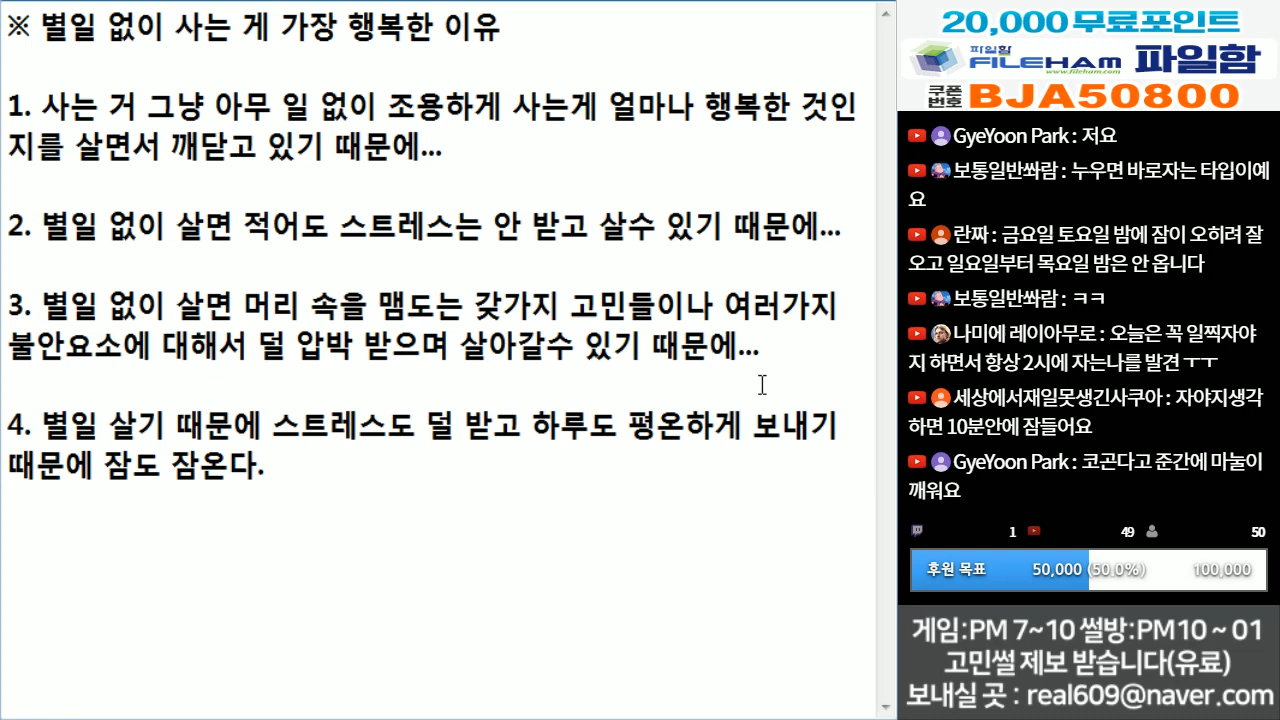 ※ 별일 없이 사는 게 가장 행복한 이유
1. 사는 거 그냥 아무 일 없이 조용하게 사는게 얼마나 행복한 것인
지를 살면서 깨닫고 있기 때문에...
2. 별일 없이 살면 적어도 스트레스는 안 받고 살수 있기 때문에...
3. 별일 없이 살면 머리 속을 맴도는 갖가지 고민들이나 여러가지
불안요소에 대해서 덜 압박 받으며 살아갈수 있기 때문에...
4. 별일 살기 때문에 스트레스도 덜 받고 하루도 평온하게 보내기
때문에 잠도 잠온다.
20,000무료포인트
파일함
FILEHAM
www.fileham.com
파일함
쿠폰
번호
BJA50800
GyeYoon Park : 저요
보통일반쏴람 : 누우면 바로자는 타입이예
요
란짜 : 금요일 토요일 밤에 잠이 오히려 잘
오고 일요일부터 목요일 밤은 안 옵니다
보통일반쏴람 : ㅋㅋ
나미에 레이아무로 : 오늘은 꼭 일찍자야
지 하면서 항상 2시에 자는나를 발견 ㅜㅜ
세상에서재일못생긴사쿠아 : 자야지생각
하면 10분안에 잠들어요
GyeYoon Park : 코곤다고 준간에 마눌이
깨워요
1 49 50
후원 목표 50,000 (50.0%) 100,000
게임:PM 7~10 썰방:PM10 ~ 01
고민썰 제보 받습니다(유료)
보내실 곳 : real609@naver.com